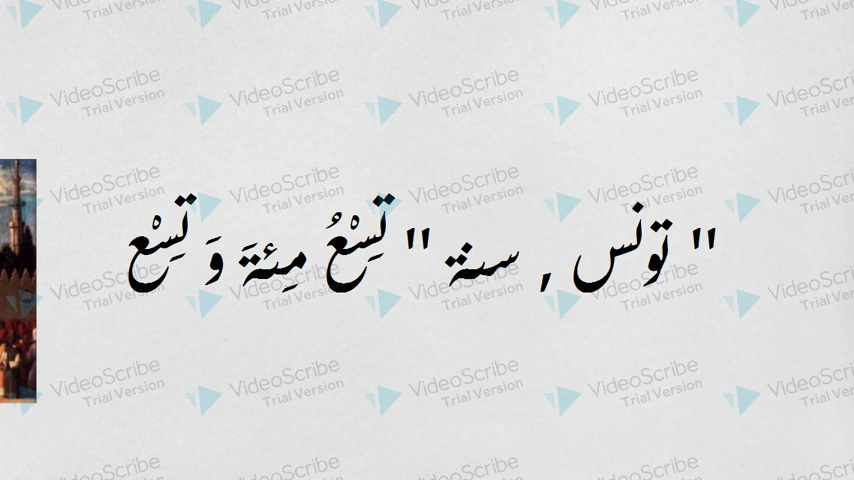 " تونس , سنة " تِسْعُ مِئةَ وَ تِسِْع
VideoScribe
Trial Version